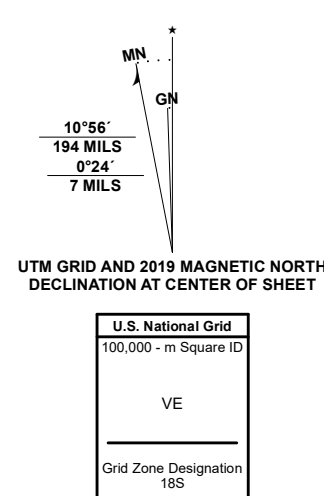 ★
MN
GN
10°56´
194 MILS
0°24´
7 MILS
UTM GRID AND 2019 MAGNETIC NORTH
DECLINATION AT CENTER OF SHEET
U.S. National Grid
100,000 - m Square ID
VE
Grid Zone Designation
18S